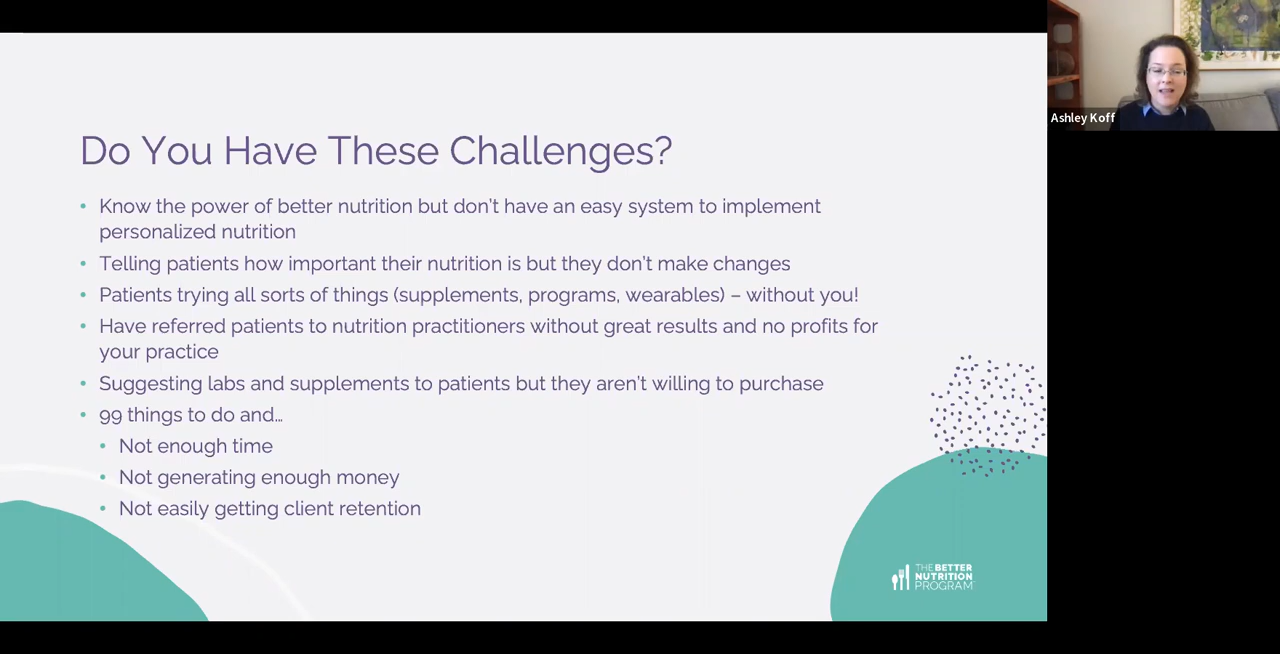 Do You Have These Challenges?
• Know the power of better nutrition but don't have an easy system to implement
personalized nutrition
• Telling patients how important their nutrition is but they don't make changes
• Patients trying all sorts of things (supplements, programs, wearables) – without you!
• Have referred patients to nutrition practitioners without great results and no profits for
your practice
• Suggesting labs and supplements to patients but they aren't willing to purchase
• 99 things to do and…
• Not enough time
• Not generating enough money
• Not easily getting client retention
THE BETTER
NUTRITION
PROGRAM
Ashley Koff